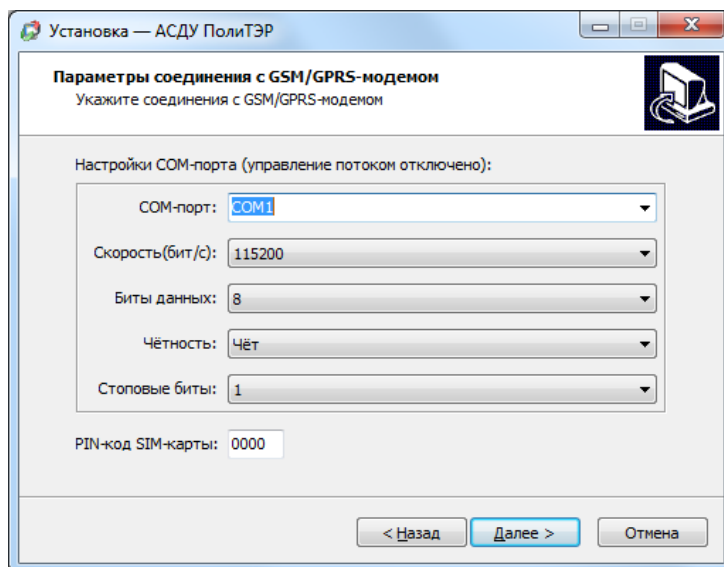 Установка — АСДУ ПолиТЭР
Параметры соединения с GSM/GPRS-модемом
Укажите соединения с GSM/GPRS-модемом
Настройки COM-порта (управление потоком отключено):
COM-порт: COM1
Скорость(бит/с): 115200
Биты данных: 8
Чётность: Чёт
Стоповые биты: 1
PIN-код SIM-карты: 0000
< Назад Далее > Отмена